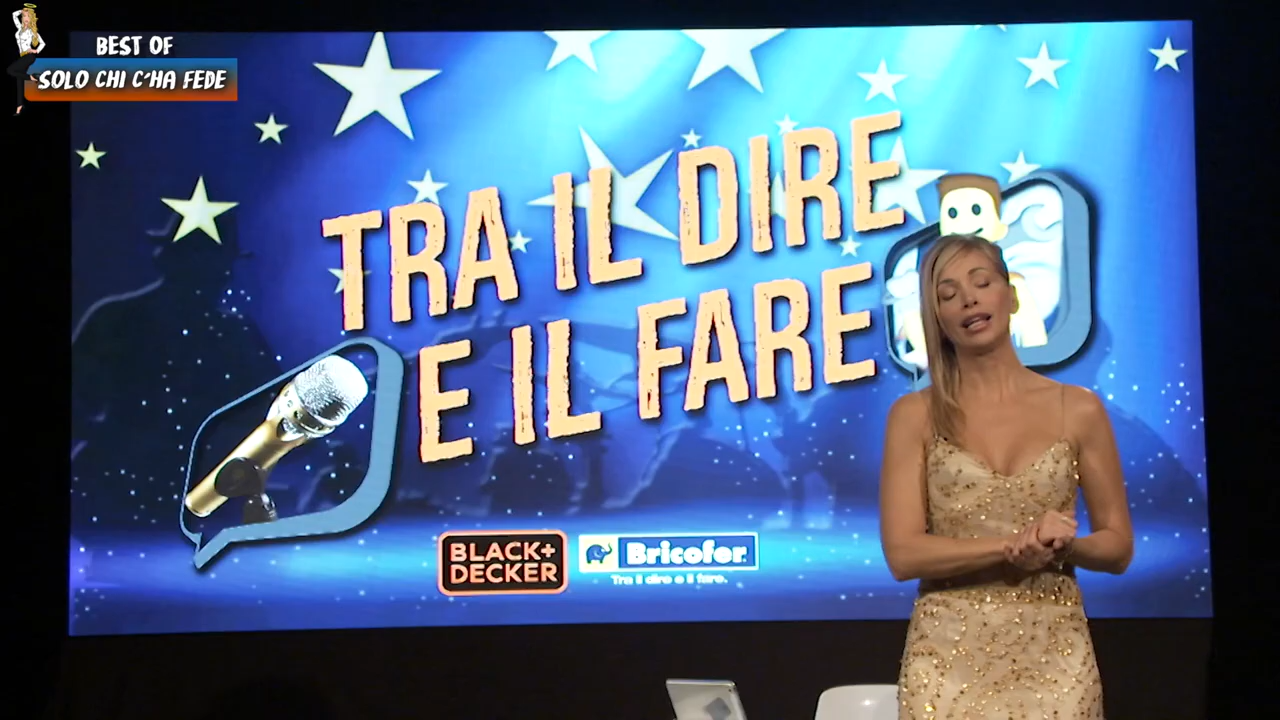 BEST OF
SOLO CHI C'HA FEDE
TRA IL DIRE
E IL FARE
BLACK+
DECKER
Bricofer
Tra il dire e il fare.